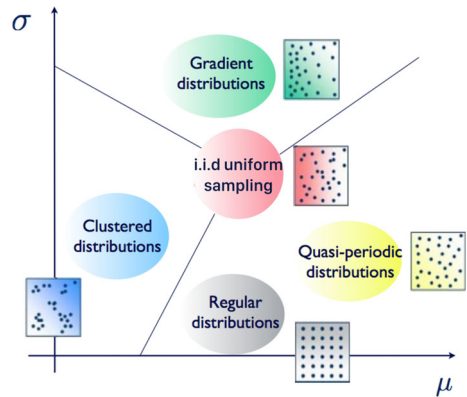 σ
Gradient
distributions
i.i.d uniform
sampling
Clustered
distributions
Quasi-periodic
distributions
Regular
distributions
μ